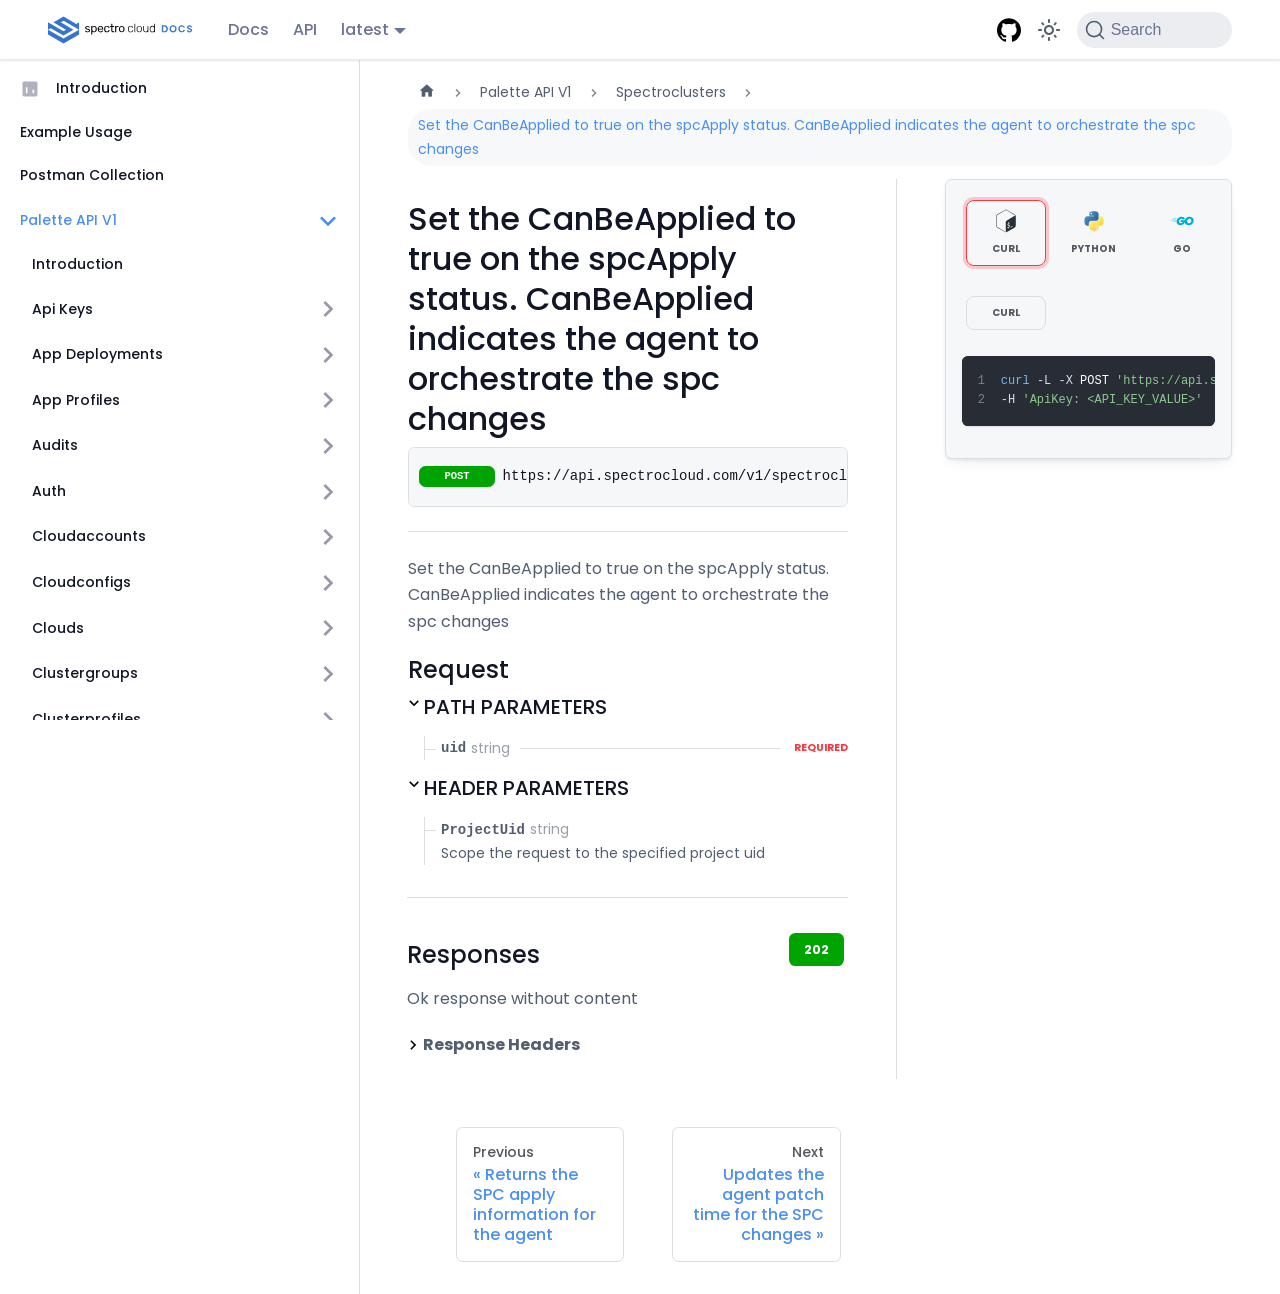 spectro cloud DOCS Docs API latest Search
Introduction
Example Usage
Postman Collection
Palette API V1
Introduction
Api Keys
App Deployments
App Profiles
Audits
Auth
Cloudaccounts
Cloudconfigs
Clouds
Clustergroups
Clusterprofiles
Palette API V1
Spectroclusters
Set the CanBeApplied to true on the spcApply status. CanBeApplied indicates the agent to orchestrate the spc
changes
Set the CanBeApplied to
true on the spcApply
status. CanBeApplied
indicates the agent to
orchestrate the spc
changes
POST https://api.spectrocloud.com/v1/spectrocl
Set the CanBeApplied to true on the spcApply status.
CanBeApplied indicates the agent to orchestrate the
spc changes
Request
PATH PARAMETERS
uid string REQUIRED
HEADER PARAMETERS
ProjectUid string
Scope the request to the specified project uid
Responses 202
Ok response without content
Response Headers
CURL PYTHON GO
CURL
1 curl -L -X POST 'https://api.s
2 -H 'ApiKey: <API_KEY_VALUE>'
Previous
« Returns the
SPC apply
information for
the agent
Next
Updates the
agent patch
time for the SPC
changes »